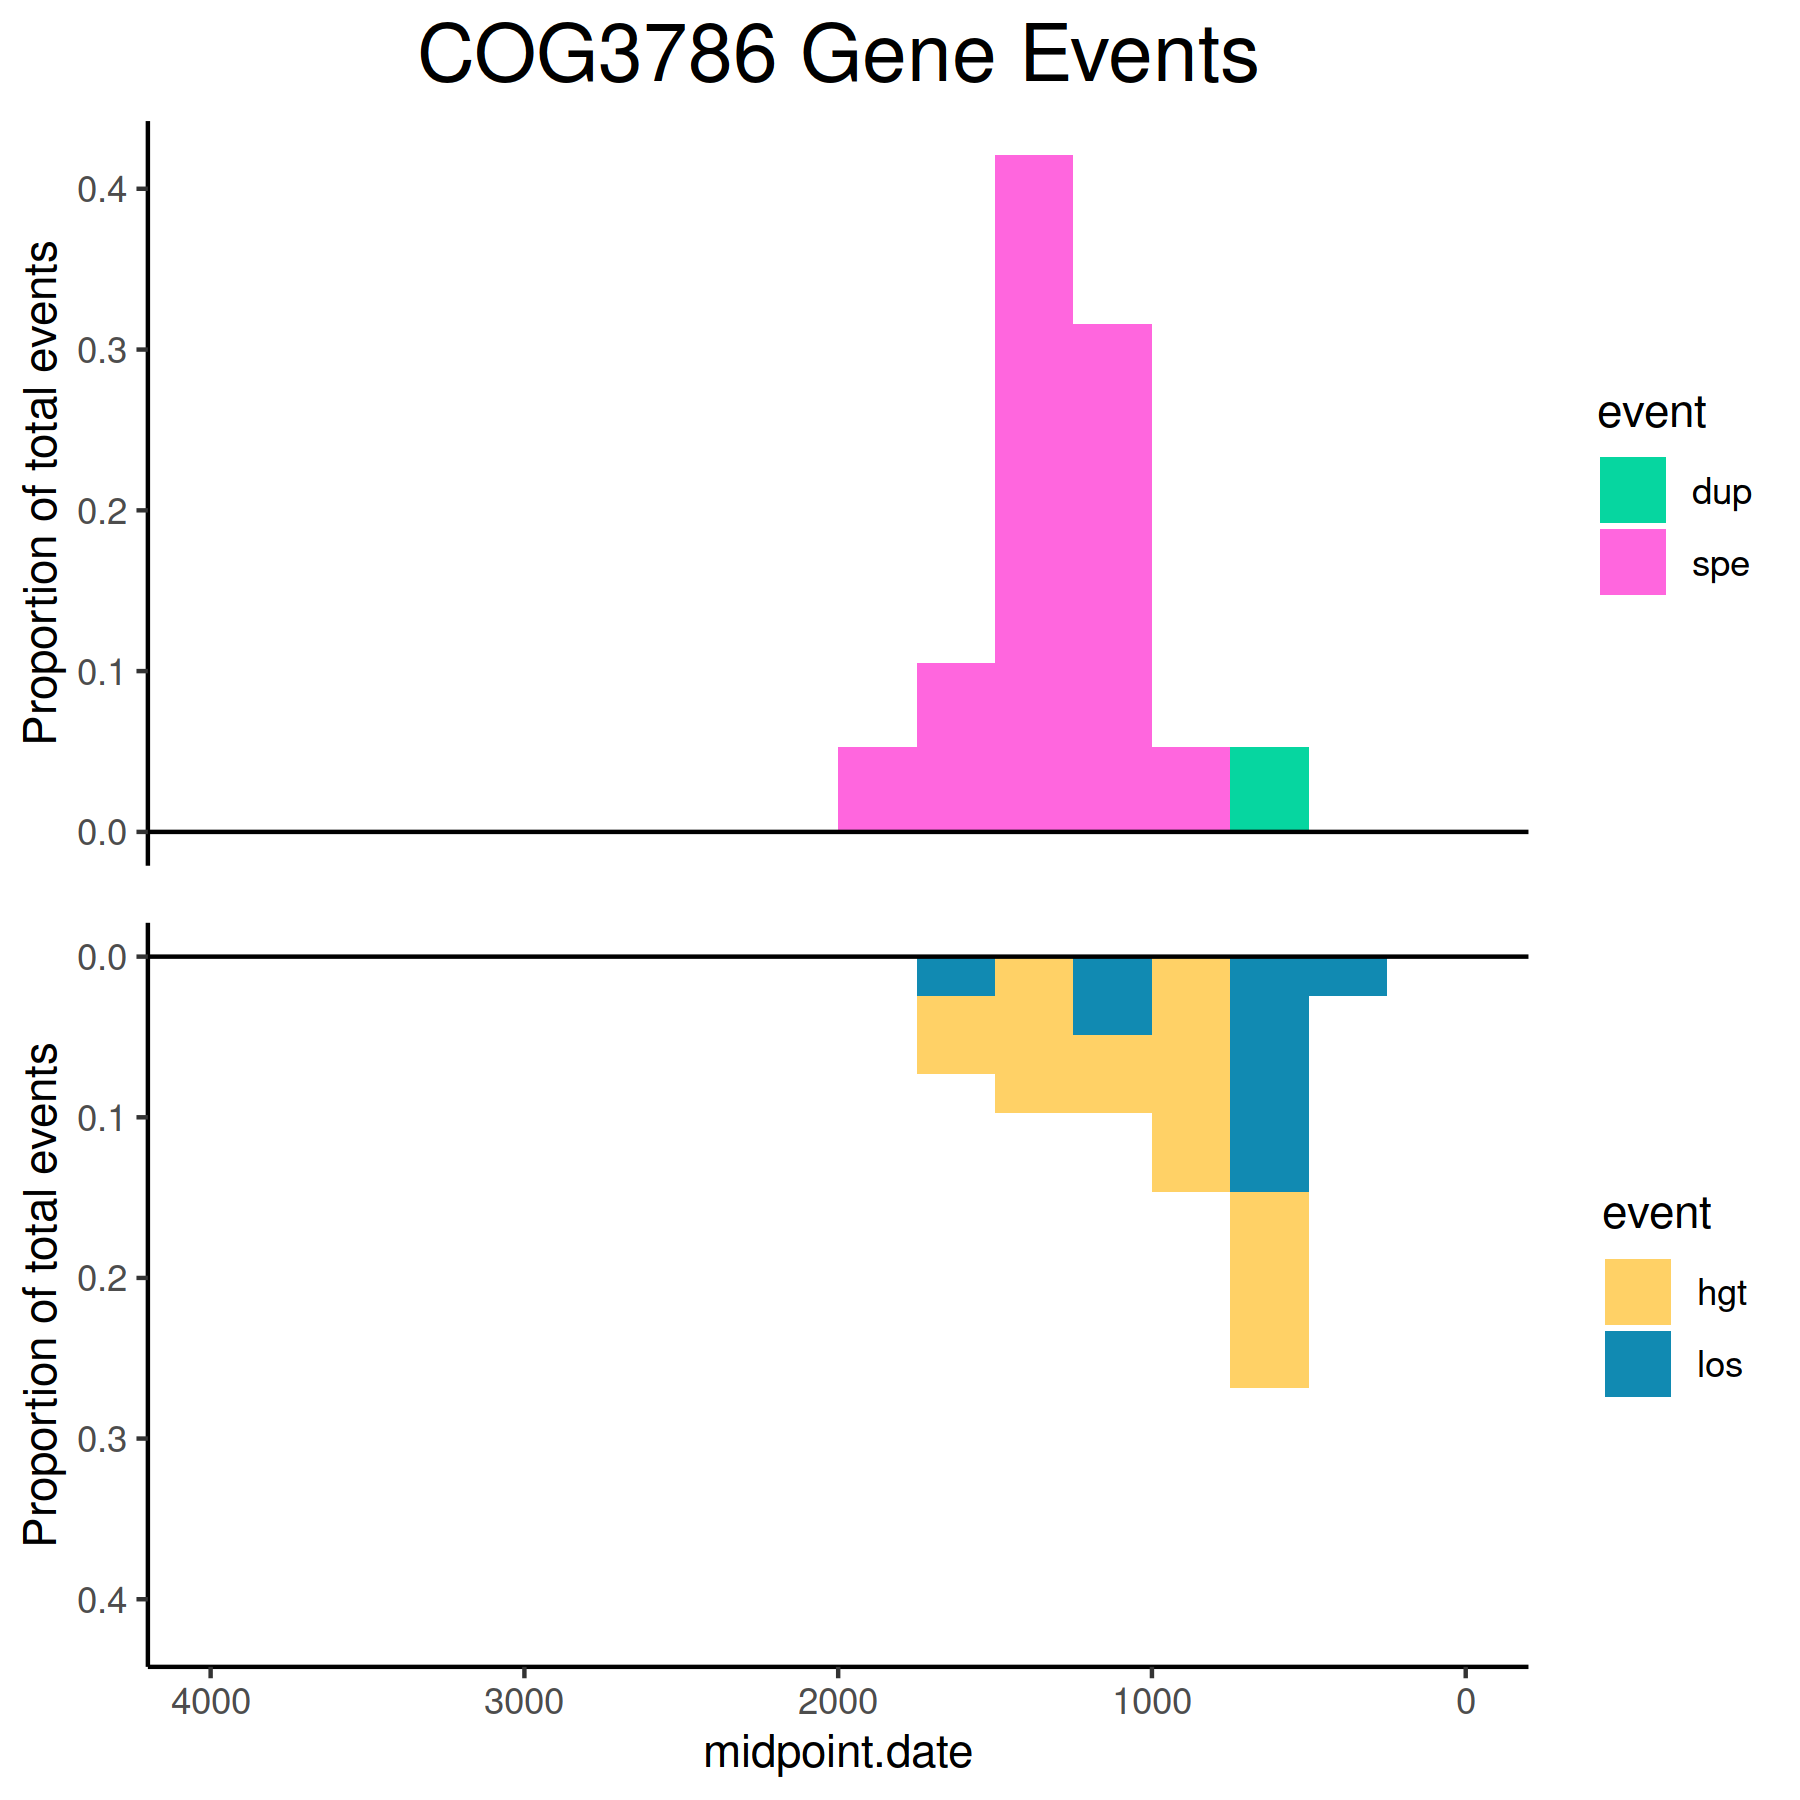 COG3786 Gene Events
Proportion of total events
0.4
0.3
0.2
0.1
0.0
event
dup
spe
Proportion of total events
0.0
0.1
0.2
0.3
0.4
event
hgt
los
4000 3000 2000 1000 0
midpoint.date